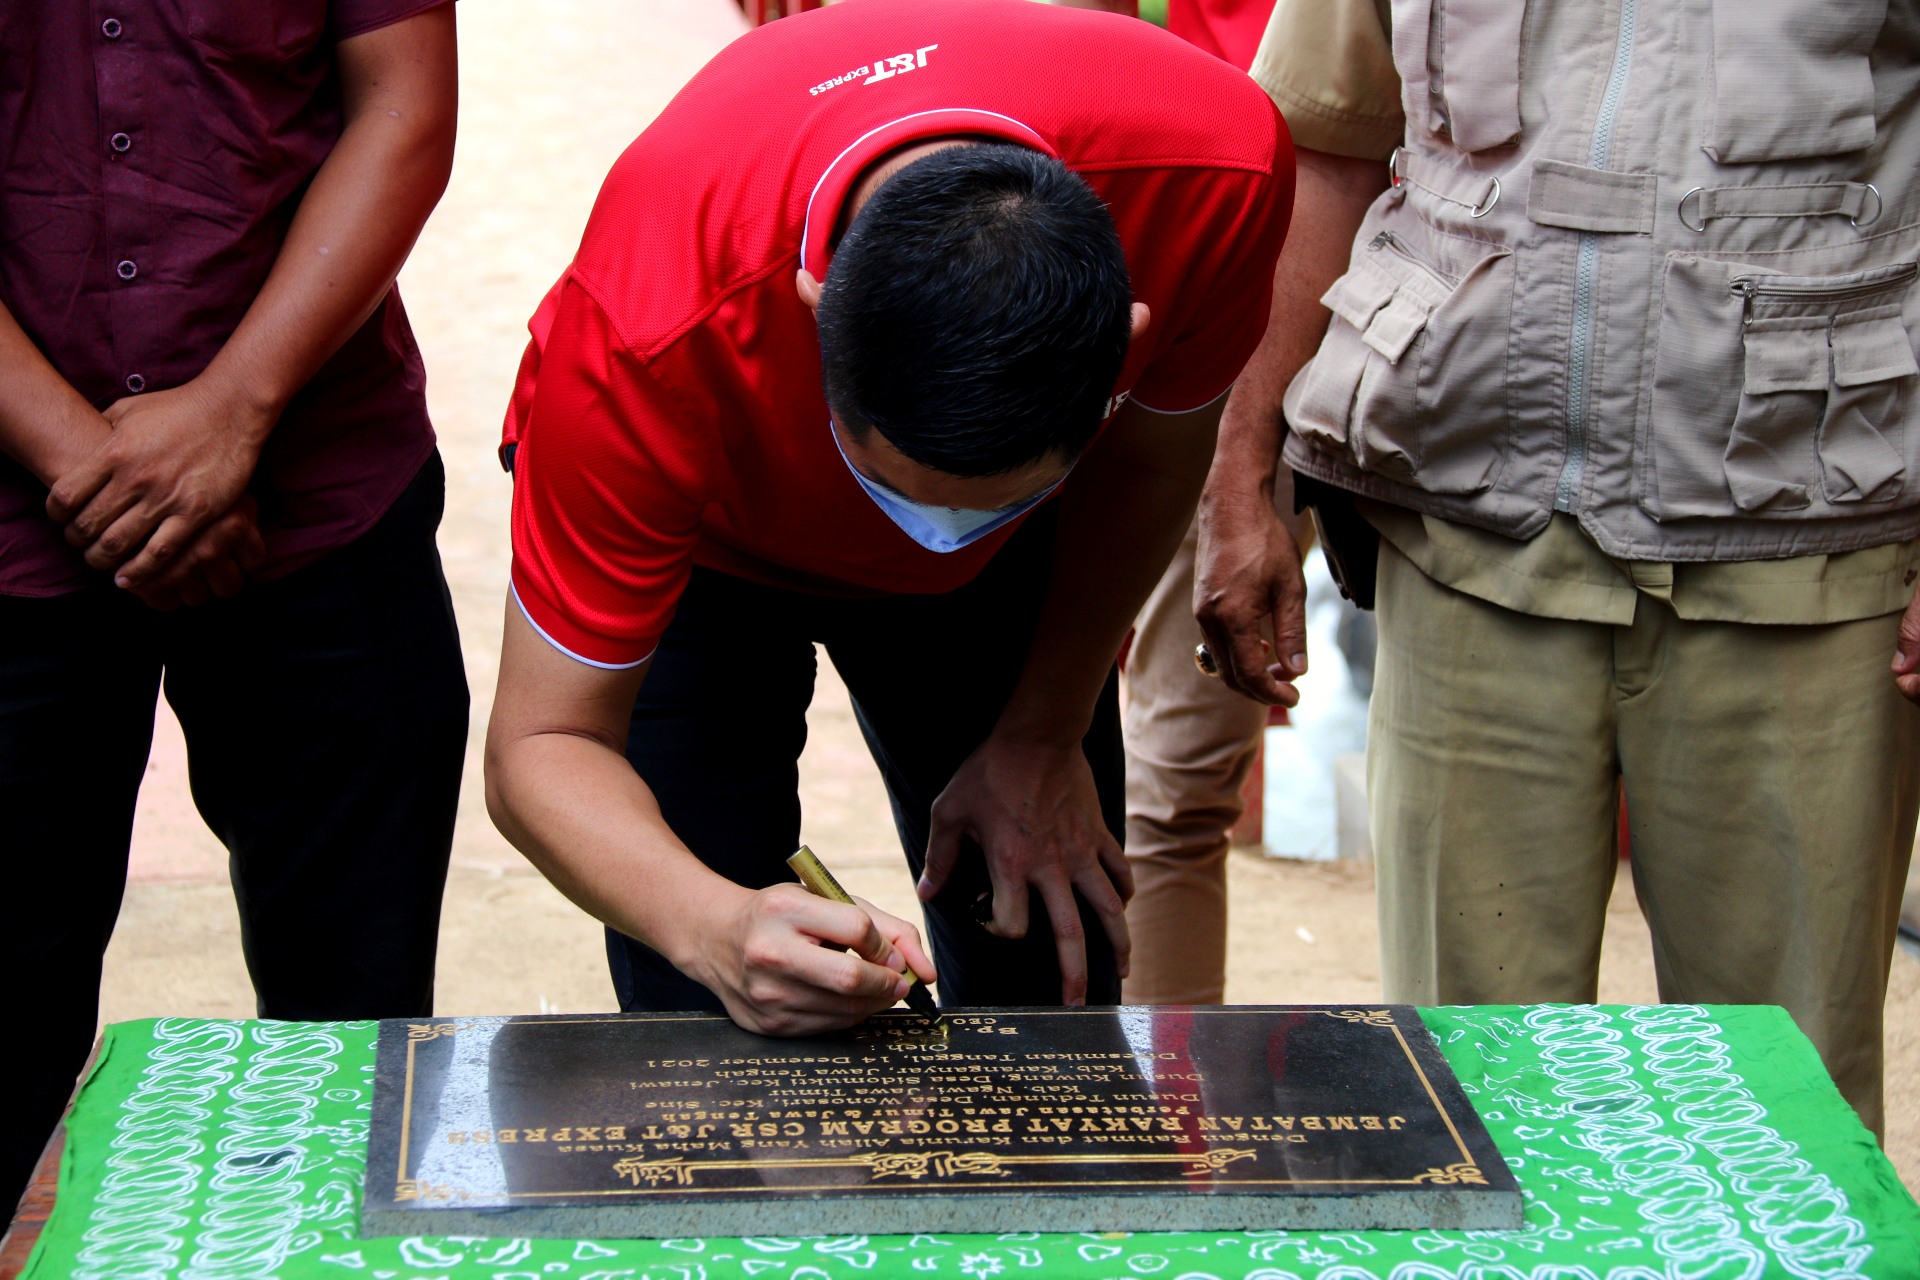 J&T EXPRESS
Dengan Rahmat dan Karunia Allah Yang Maha Kuasa
JEMBATAN RAKYAT PROGRAM CSR J&T EXPRESS
Perbatasan Jawa Timur & Jawa Tengah
Dusun Tedunan, Desa Wonosari, Kec. Sine
Kab. Ngawi, Jawa Timur
Dusun Kuwang, Desa Sidomukti Kec. Jenawi
Kab. Karanganyar, Jawa Tengah
Diresmikan Tanggal, 14 Desember 2021
Oleh :
Bp.
CEO